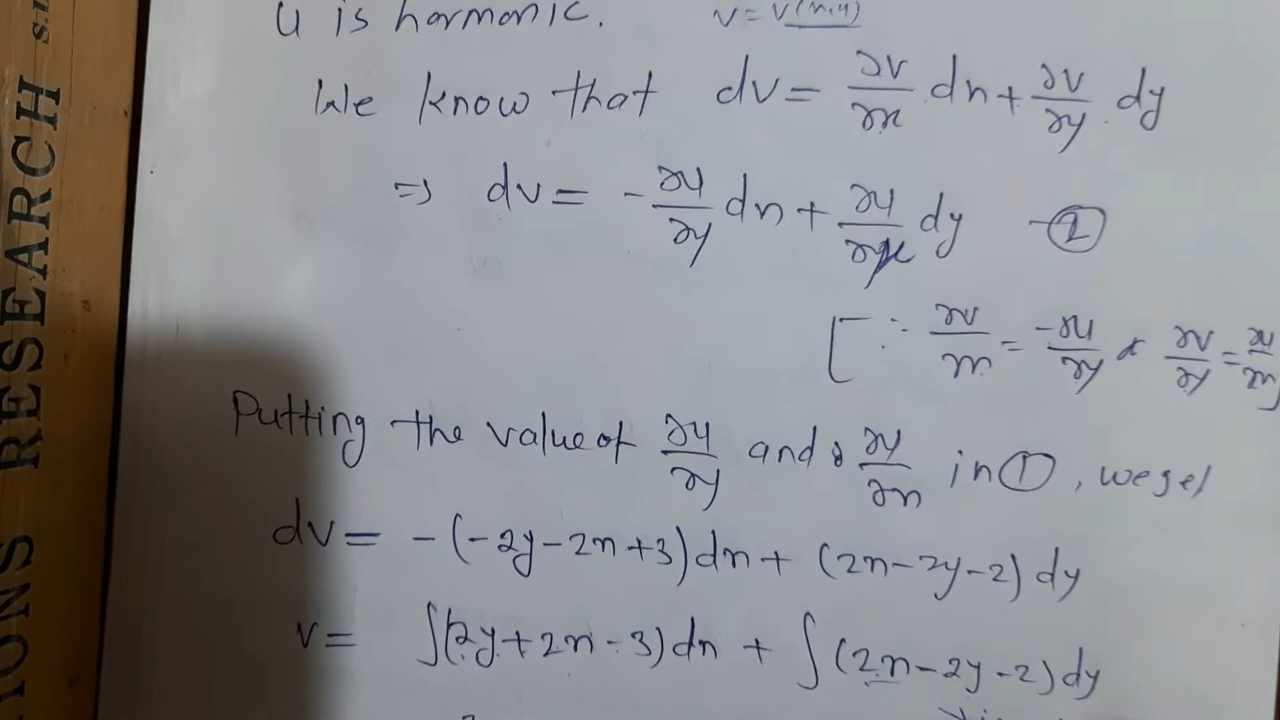 u is harmonic. v = v(x,y)
We know that dv = ∂v/∂x dx + ∂v/∂y dy
⇒ dv = -∂u/∂y dx + ∂u/∂x dy - ①
[∵ ∂v/∂x = -∂u/∂y & ∂v/∂y = ∂u/∂x
Putting the value of ∂u/∂y and ∂u/∂x in ①, we get
dv = -(-2y-2x+3)dx + (2x-2y-2)dy
v = ∫(2y+2x-3)dx + ∫(2x-2y-2)dy
RESEARCH
IONS